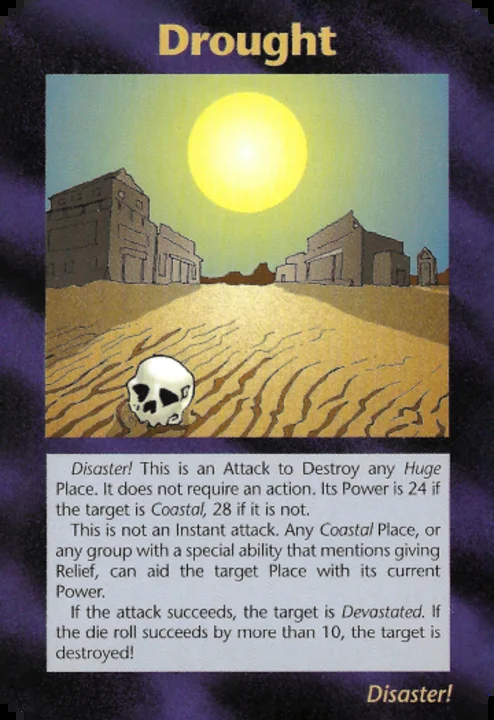 Drought
Disaster! This is an Attack to Destroy any Huge
Place. It does not require an action. Its Power is 24 if
the target is Coastal, 28 if it is not.
This is not an Instant attack. Any Coastal Place, or
any group with a special ability that mentions giving
Relief, can aid the target Place with its current
Power.
If the attack succeeds, the target is Devastated. If
the die roll succeeds by more than 10, the target is
destroyed!
Disaster!